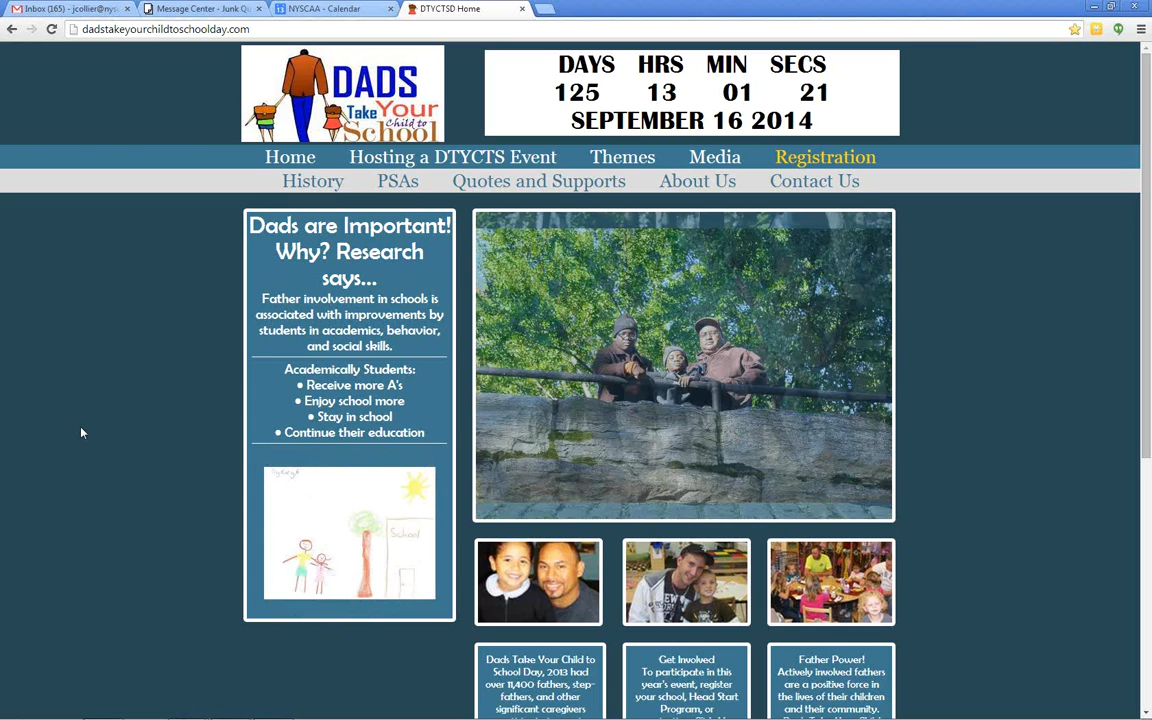 Inbox (165) - jcollier@nys
Message Center - Junk Q
NYSCAA - Calendar
DTYCTSD Home
dadstakeyourchildtoschoolday.com
DADS
Take Your
Child to
School
DAYS HRS MIN SECS
125 13 01 21
SEPTEMBER 16 2014
Home Hosting a DTYCTS Event Themes Media Registration
History PSAs Quotes and Supports About Us Contact Us
Dads are Important!
Why? Research
says...
Father involvement in schools is
associated with improvements by
students in academics, behavior,
and social skills.
Academically Students:
• Receive more A's
• Enjoy school more
• Stay in school
• Continue their education
School
Dads Take Your Child to
School Day, 2013 had
over 11,400 fathers, step-
fathers, and other
significant caregivers
Get Involved
To participate in this
year's event, register
your school, Head Start
Program, or
Father Power!
Actively involved fathers
are a positive force in
the lives of their children
and their community.